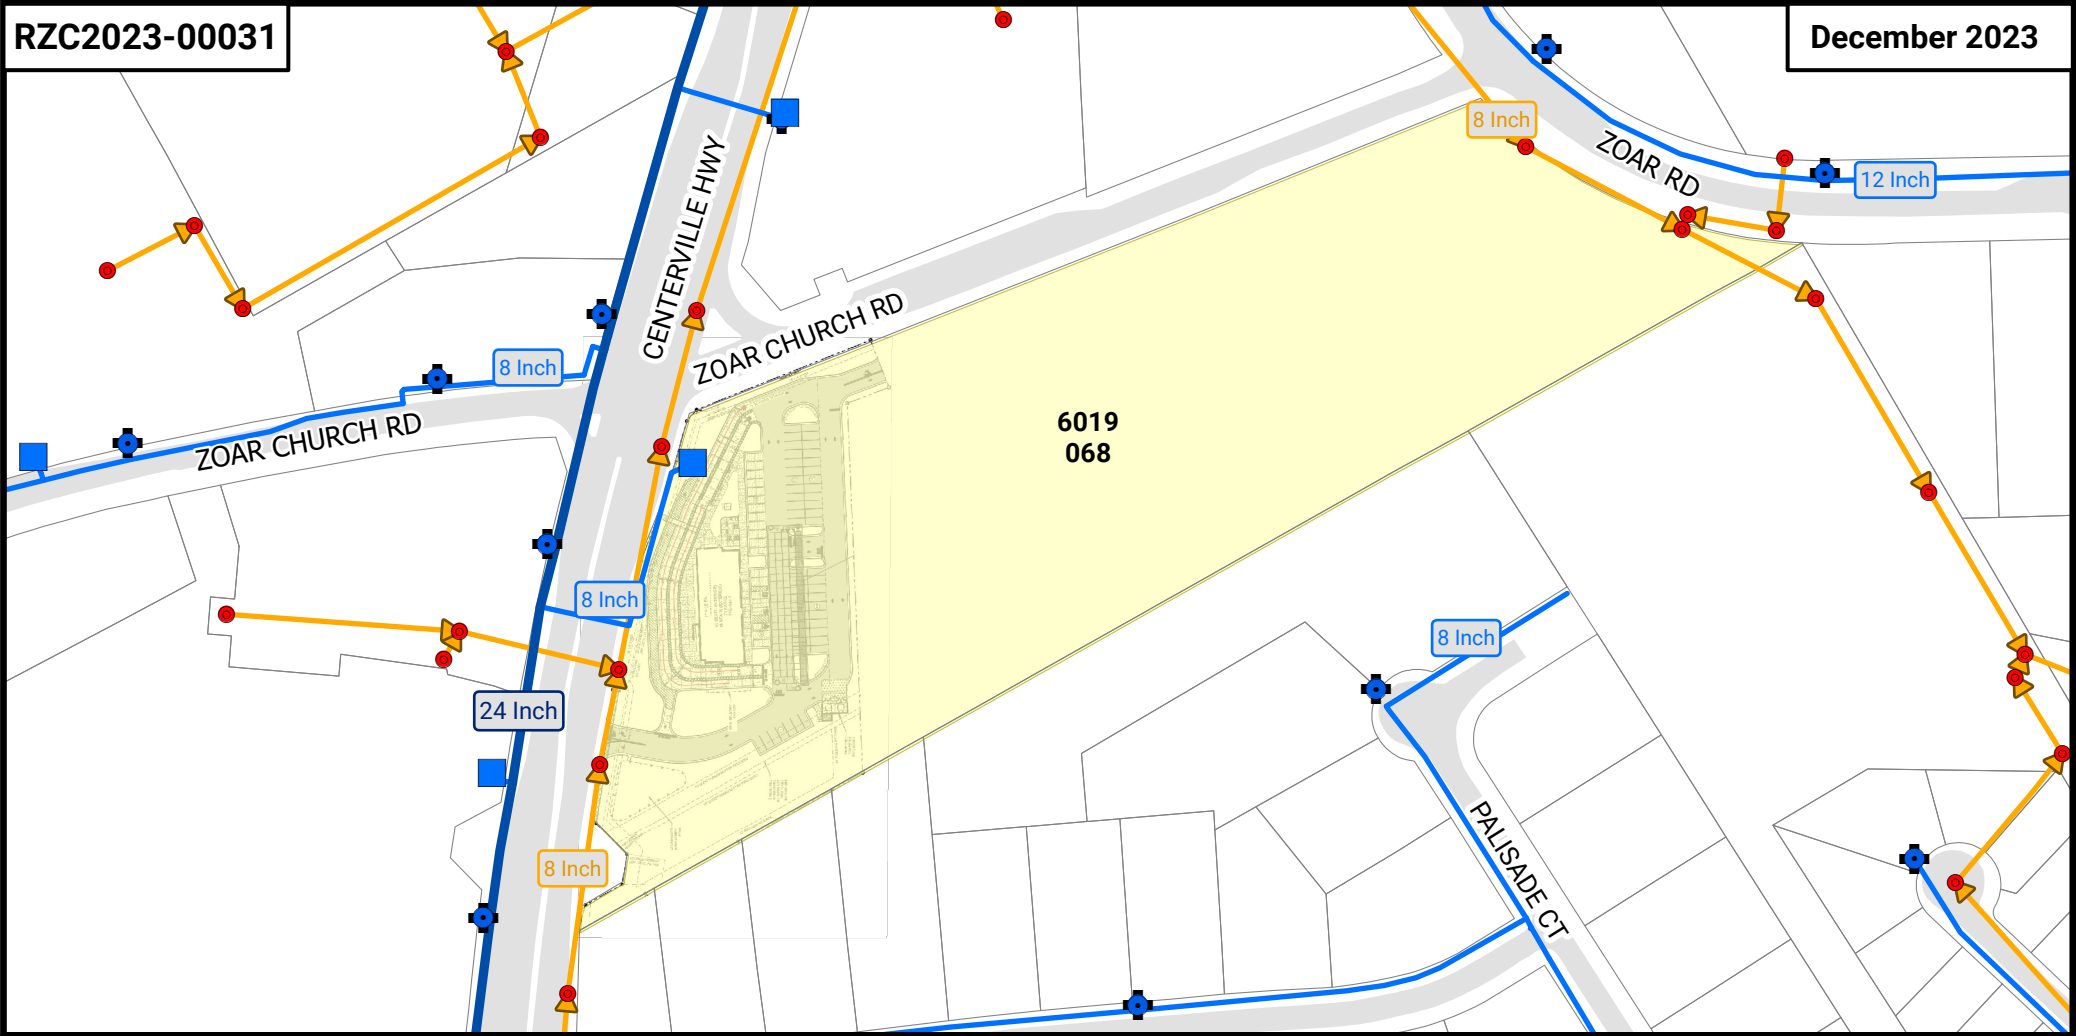 RZC2023-00031
December 2023
8 Inch
ZOAR RD
12 Inch
CENTERVILLE HWY
ZOAR CHURCH RD
8 Inch
ZOAR CHURCH RD
6019
068
8 Inch
8 Inch
24 Inch
PALISADE CT
8 Inch